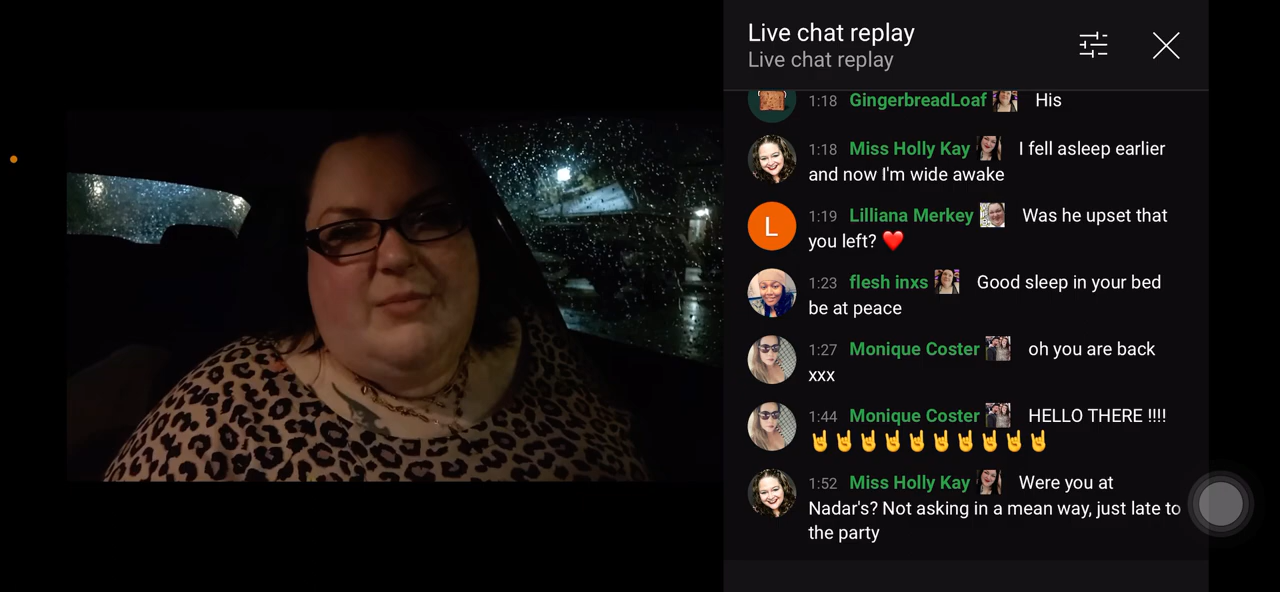 Live chat replay
Live chat replay
1:18 GingerbreadLoaf His
1:18 Miss Holly Kay I fell asleep earlier
and now I'm wide awake
1:19 Lilliana Merkey Was he upset that
L
you left? ❤️
1:23 flesh inxs Good sleep in your bed
be at peace
1:27 Monique Coster oh you are back
xxx
1:44 Monique Coster HELLO THERE !!!!
🤘🤘🤘🤘🤘🤘🤘🤘🤘🤘
1:52 Miss Holly Kay Were you at
Nadar's? Not asking in a mean way, just late to
the party